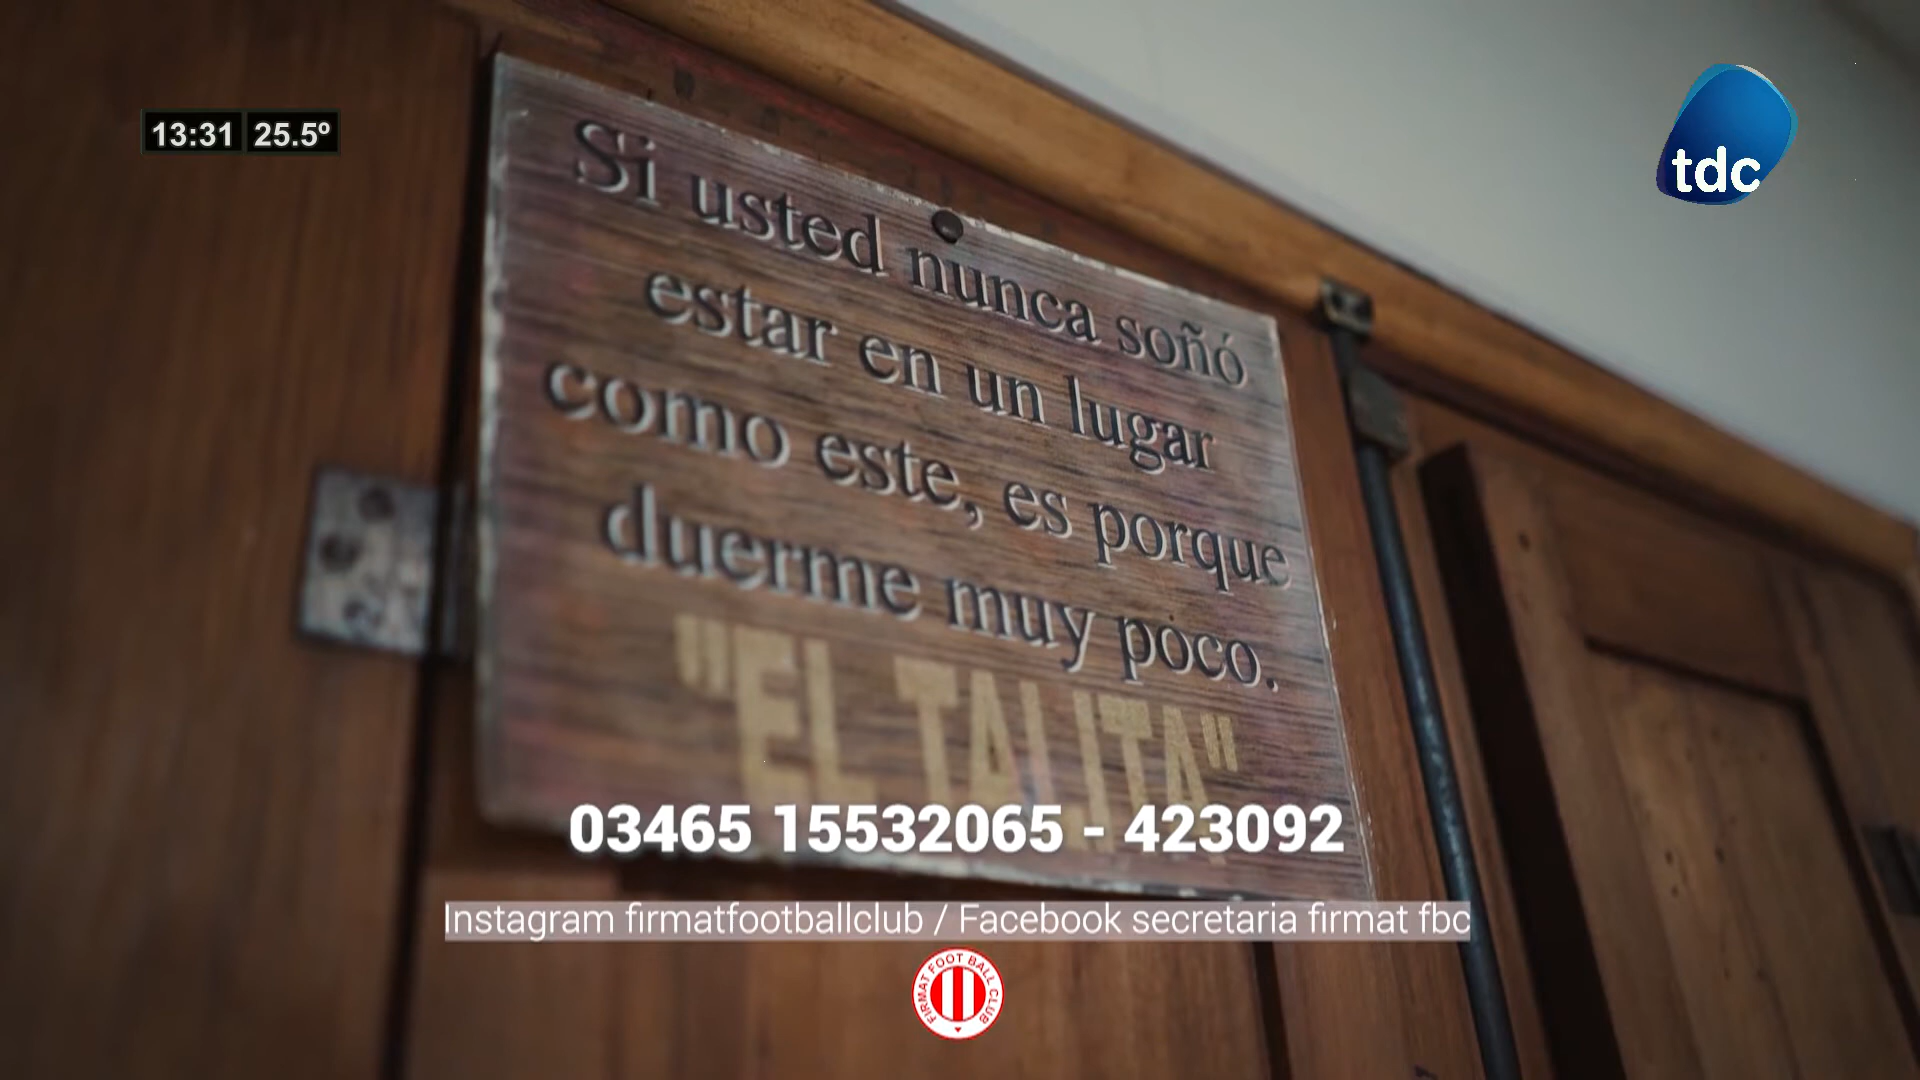 13:31 25.5º
tdc
Si usted nunca soñó
estar en un lugar
como este, es porque
duerme muy poco.
"EL TALITA"
03465 15532065 - 423092
Instagram firmatfootballclub / Facebook secretaria firmat fbc
FIRMAT FOOT BALL CLUB